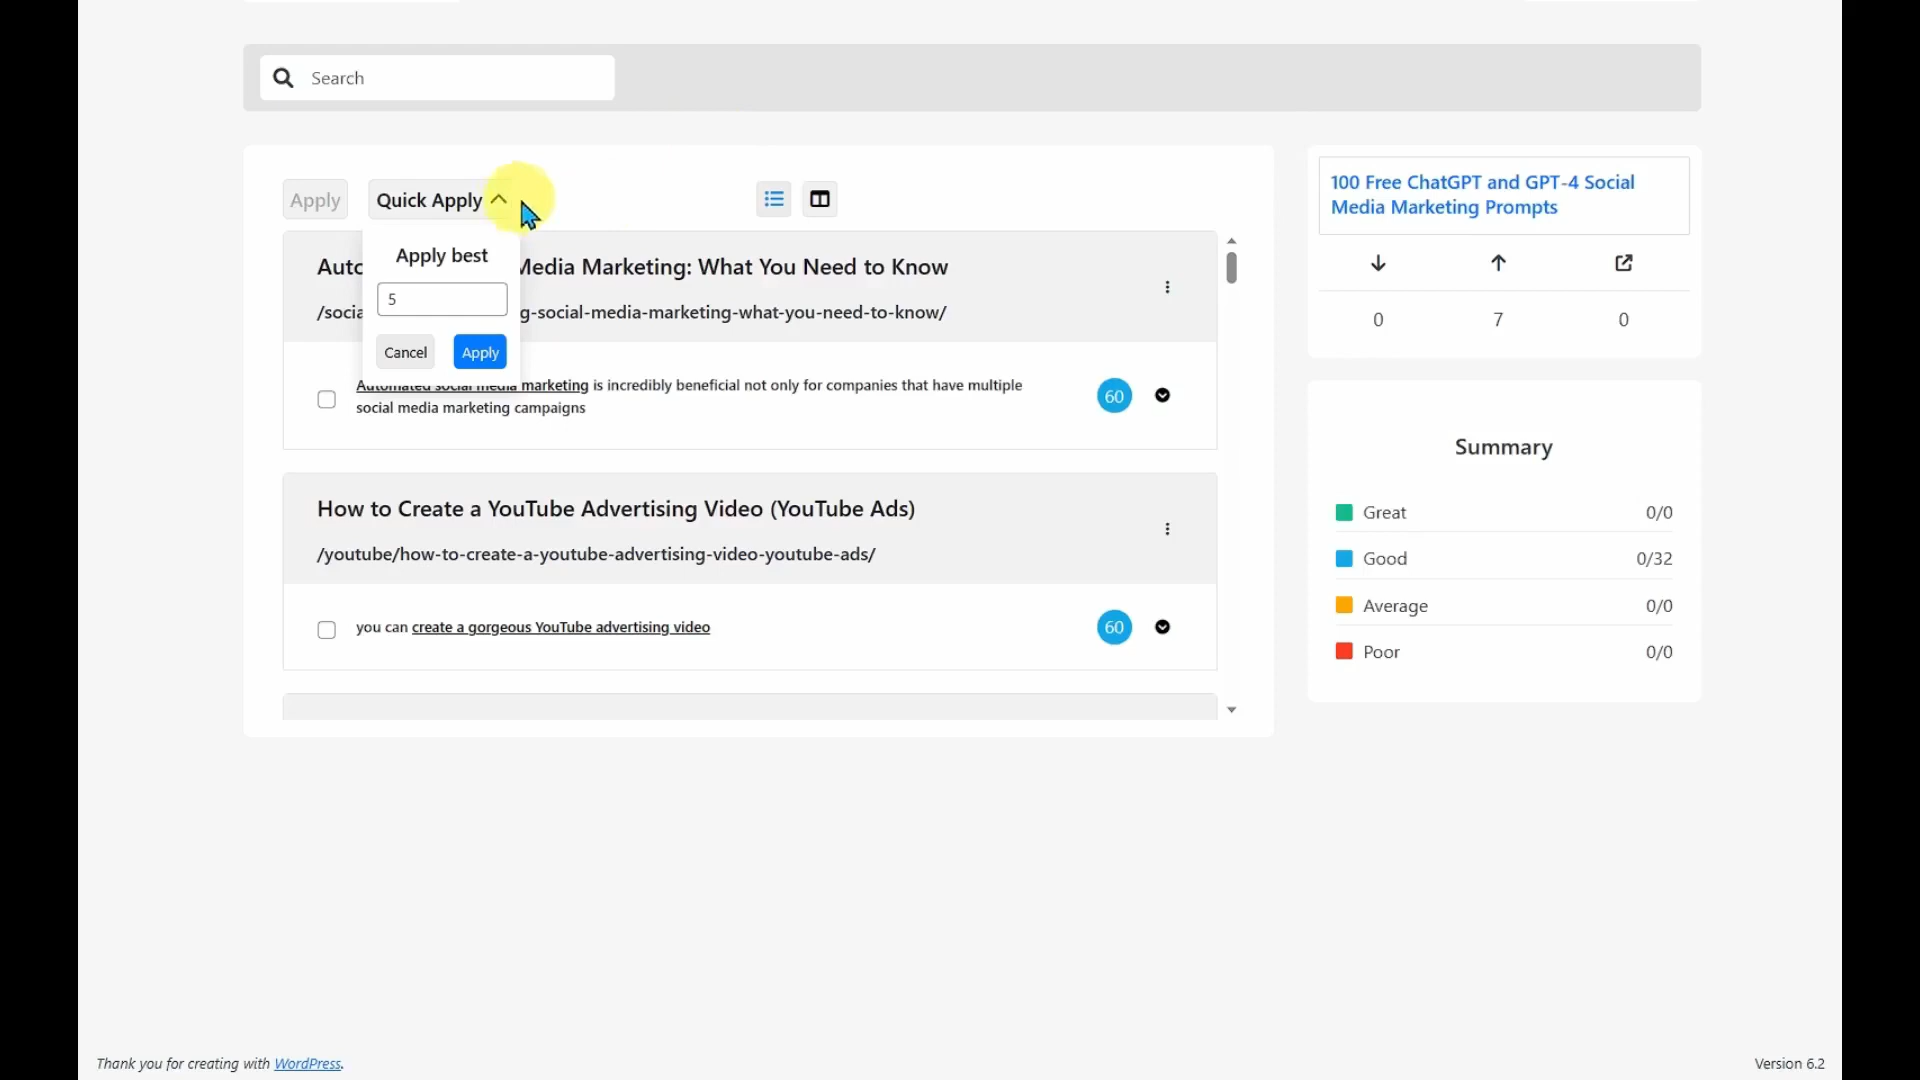 Search
Apply
Quick Apply
Apply best
5
Cancel
Apply
Auto
Media Marketing: What You Need to Know
/socia
g-social-media-marketing-what-you-need-to-know/
Automated social media marketing is incredibly beneficial not only for companies that have multiple
social media marketing campaigns
60
How to Create a YouTube Advertising Video (YouTube Ads)
/youtube/how-to-create-a-youtube-advertising-video-youtube-ads/
you can create a gorgeous YouTube advertising video
60
100 Free ChatGPT and GPT-4 Social
Media Marketing Prompts
0 7 0
Summary
Great 0/0
Good 0/32
Average 0/0
Poor 0/0
Thank you for creating with WordPress.
Version 6.2